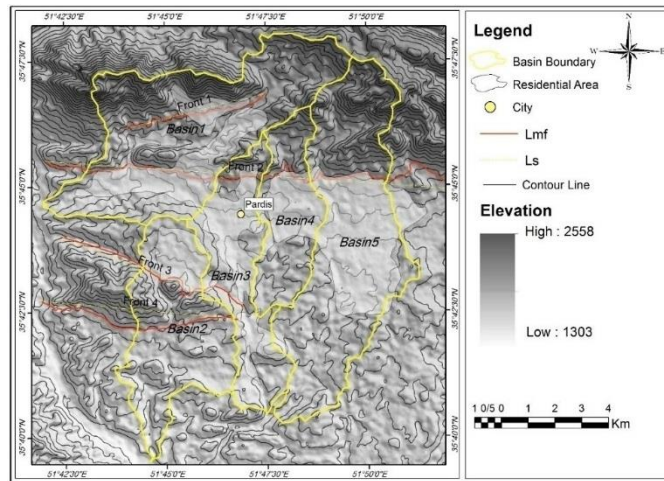 51°42'30"E 51°45'0"E 51°47'30"E 51°50'0"E
35°47'30"N
35°45'0"N
35°42'30"N
35°40'0"N
Front 1
Basin1
Front 2
Pardis
Basin4
Basin5
Front 3
Basin3
Front 4
Basin2
35°47'30"N
35°45'0"N
35°42'30"N
35°40'0"N
51°42'30"E 51°45'0"E 51°47'30"E 51°50'0"E
Legend
Basin Boundary
Residential Area
City
Lmf
Ls
Contour Line
Elevation
High : 2558
Low : 1303
N
W E
S
1 0/5 0 1 2 3 4
Km